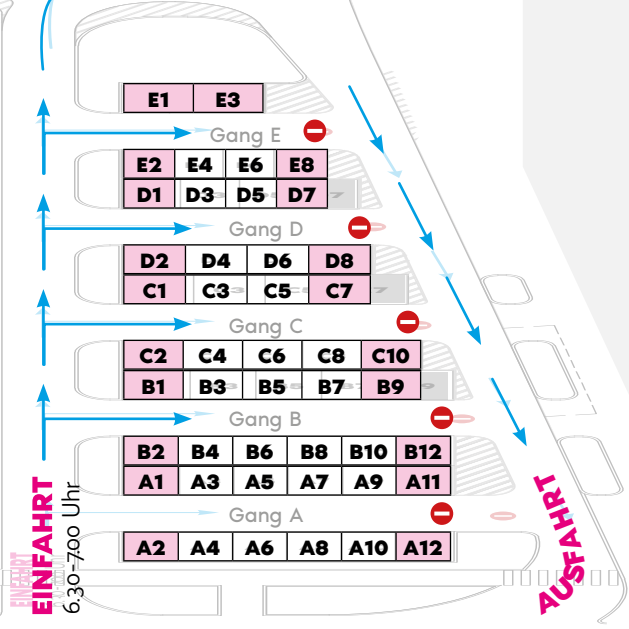 E1 E3
Gang E
E2 E4 E6 E8
D1 D3 D5 D7
Gang D
D2 D4 D6 D8
C1 C3 C5 C7
Gang C
C2 C4 C6 C8 C10
B1 B3 B5 B7 B9
Gang B
B2 B4 B6 B8 B10 B12
A1 A3 A5 A7 A9 A11
Gang A
A2 A4 A6 A8 A10 A12
EINFAHRT
6.30-7.00 Uhr
AUSFAHRT
EINFAHRT